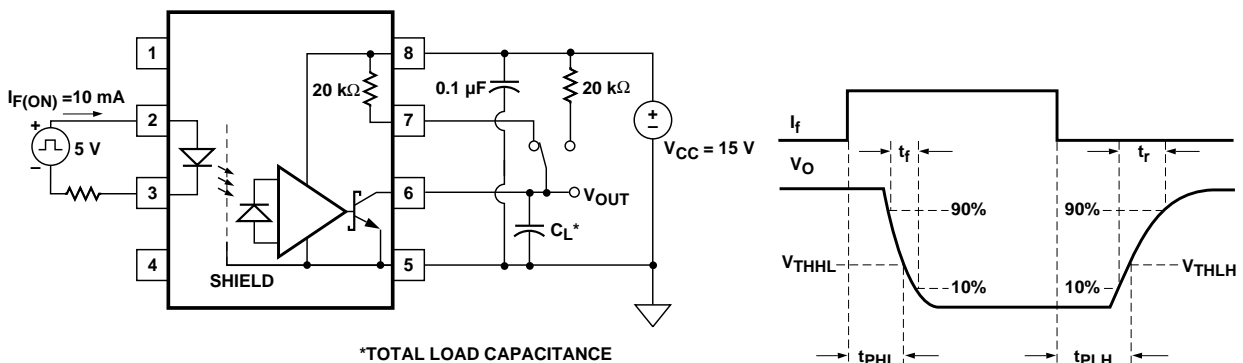 1
8
I_F(ON) =10 mA
20 kΩ
0.1 µF
20 kΩ
2
7
+
5 V
–
+
–
V_CC = 15 V
3
6
V_OUT
C_L*
4
5
SHIELD
*TOTAL LOAD CAPACITANCE
I_f
V_O
t_f
t_r
90%
90%
V_THHL
V_THLH
10%
10%
t_PHL
t_PLH